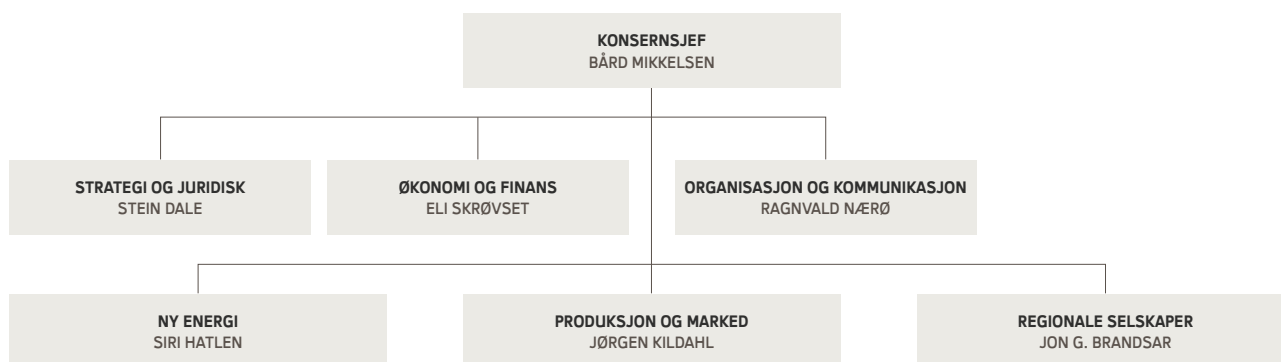 KONSERNSJEF
BÅRD MIKKELSEN
STRATEGI OG JURIDISK
STEIN DALE
ØKONOMI OG FINANS
ELI SKRØVSET
ORGANISASJON OG KOMMUNIKASJON
RAGNVALD NÆRØ
NY ENERGI
SIRI HATLEN
PRODUKSJON OG MARKED
JØRGEN KILDAHL
REGIONALE SELSKAPER
JON G. BRANDSAR